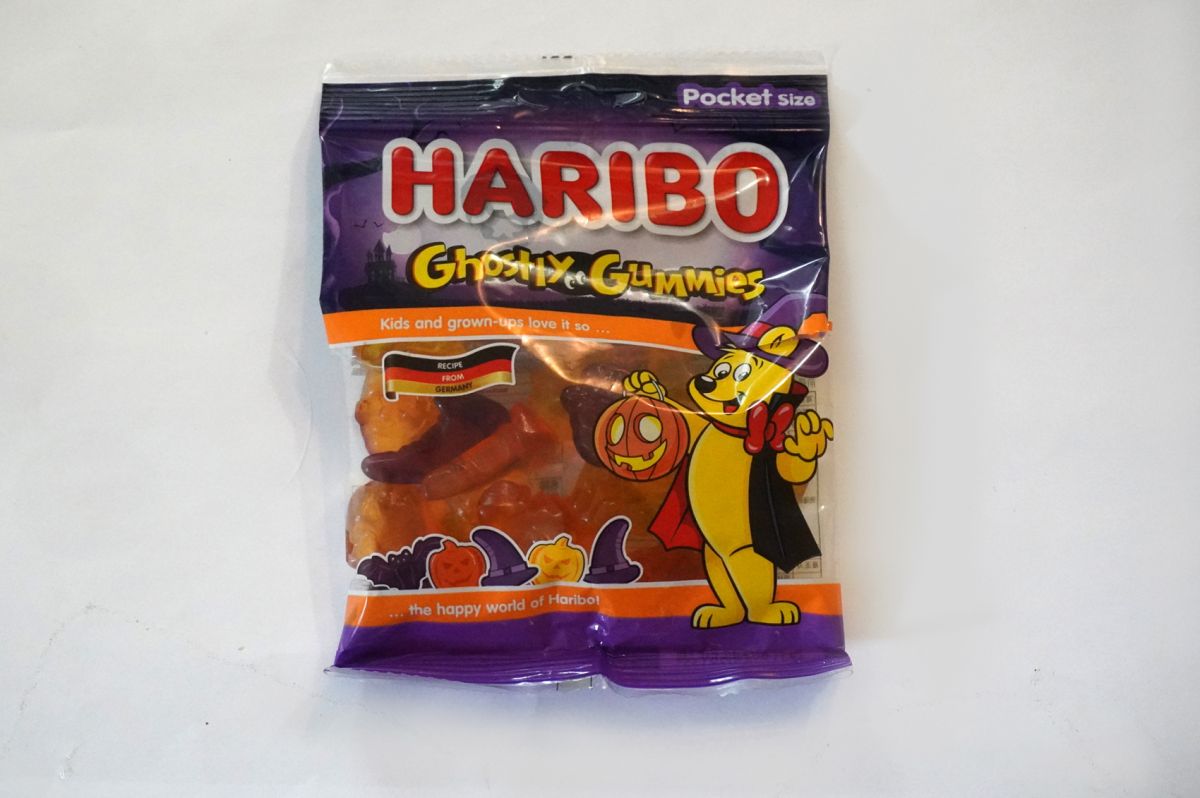 Pocket Size
HARIBO
Ghostly Gummies
Kids and grown-ups love it so ...
RECIPE
FROM
GERMANY
... the happy world of Haribo!